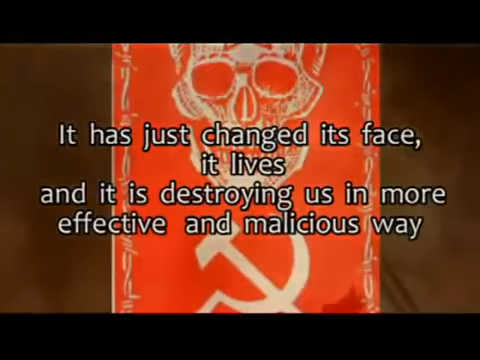 It has just changed its face,
it lives
and it is destroying us in more
effective and malicious way